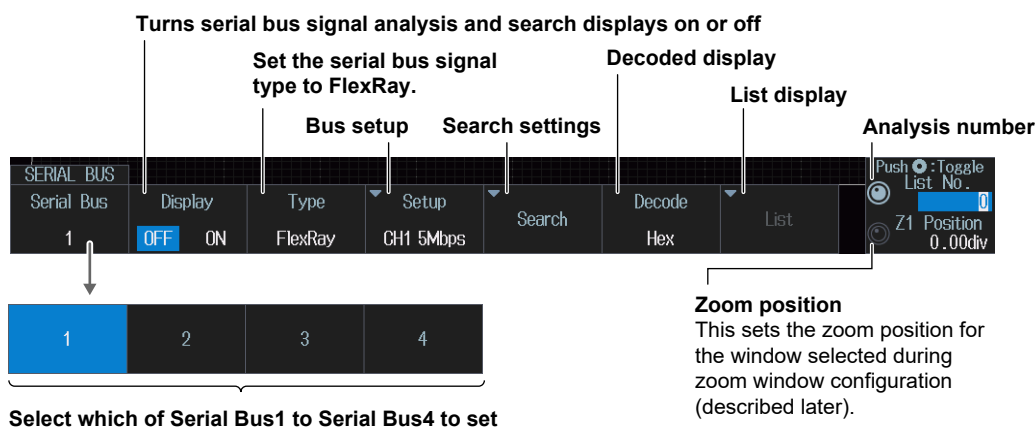 Turns serial bus signal analysis and search displays on or off
Set the serial bus signal
type to FlexRay.
Decoded display
List display
Bus setup
Search settings
Analysis number
SERIAL BUS
Serial Bus
1
Display
OFF ON
Type
FlexRay
Setup
CH1 5Mbps
Search
Decode
Hex
List
Push :Toggle
List No.
0
Z1 Position
0.00div
1
2
3
4
Select which of Serial Bus1 to Serial Bus4 to set
Zoom position
This sets the zoom position for
the window selected during
zoom window configuration
(described later).